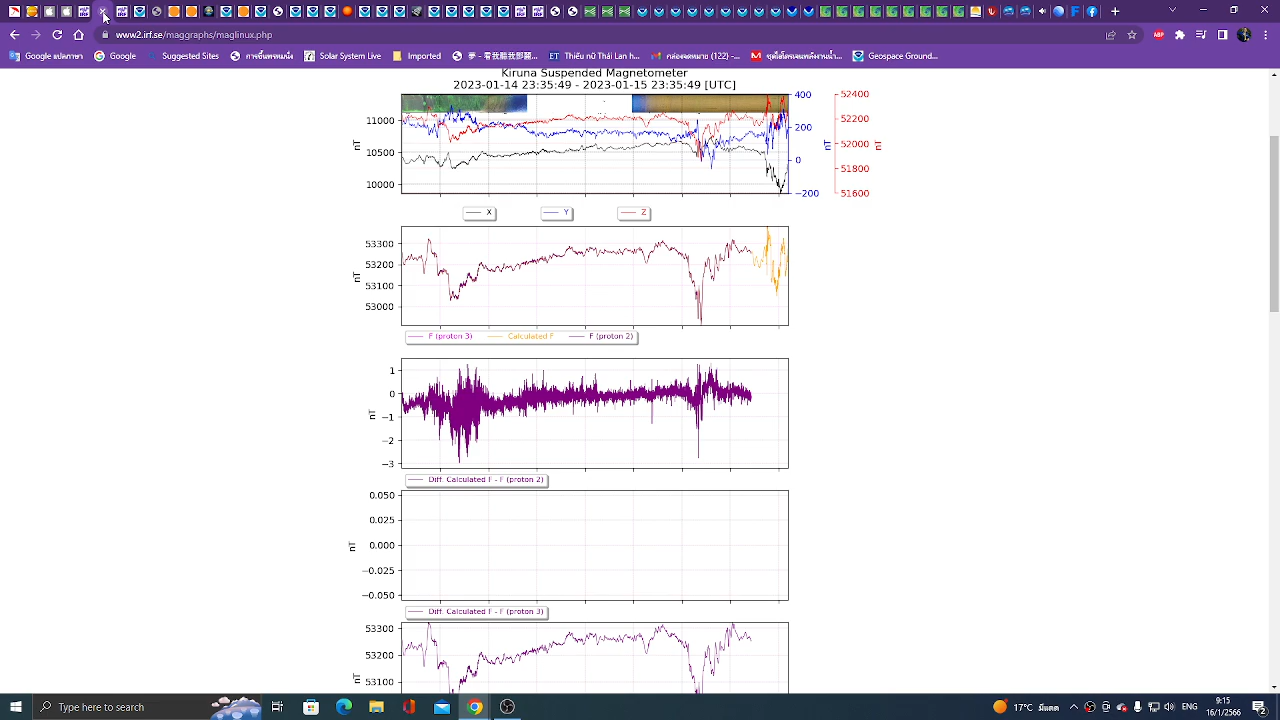 www2.irf.se/maggraphs/maglinux.php
Google แปลภาษา
Disturbance Storm-...
Suggested Sites
Solar System Live
Imported
Geospace Ground...
Kiruna Suspended Magnetometer
2023-01-14 23:35:49 - 2023-01-15 23:35:49 [UTC]
400
52400
11000
200
52200
nT
nT
nT
52000
10500
0
51800
10000
−200
51600
X
Y
Z
53300
53200
nT
53100
53000
F (proton 3)
Calculated F
F (proton 2)
1
0
nT
−1
−2
−3
Diff. Calculated F - F (proton 2)
0.050
0.025
nT
0.000
−0.025
−0.050
Diff. Calculated F - F (proton 3)
53300
53200
nT
53100
Type here to search
17°C
9:15
16/1/2566